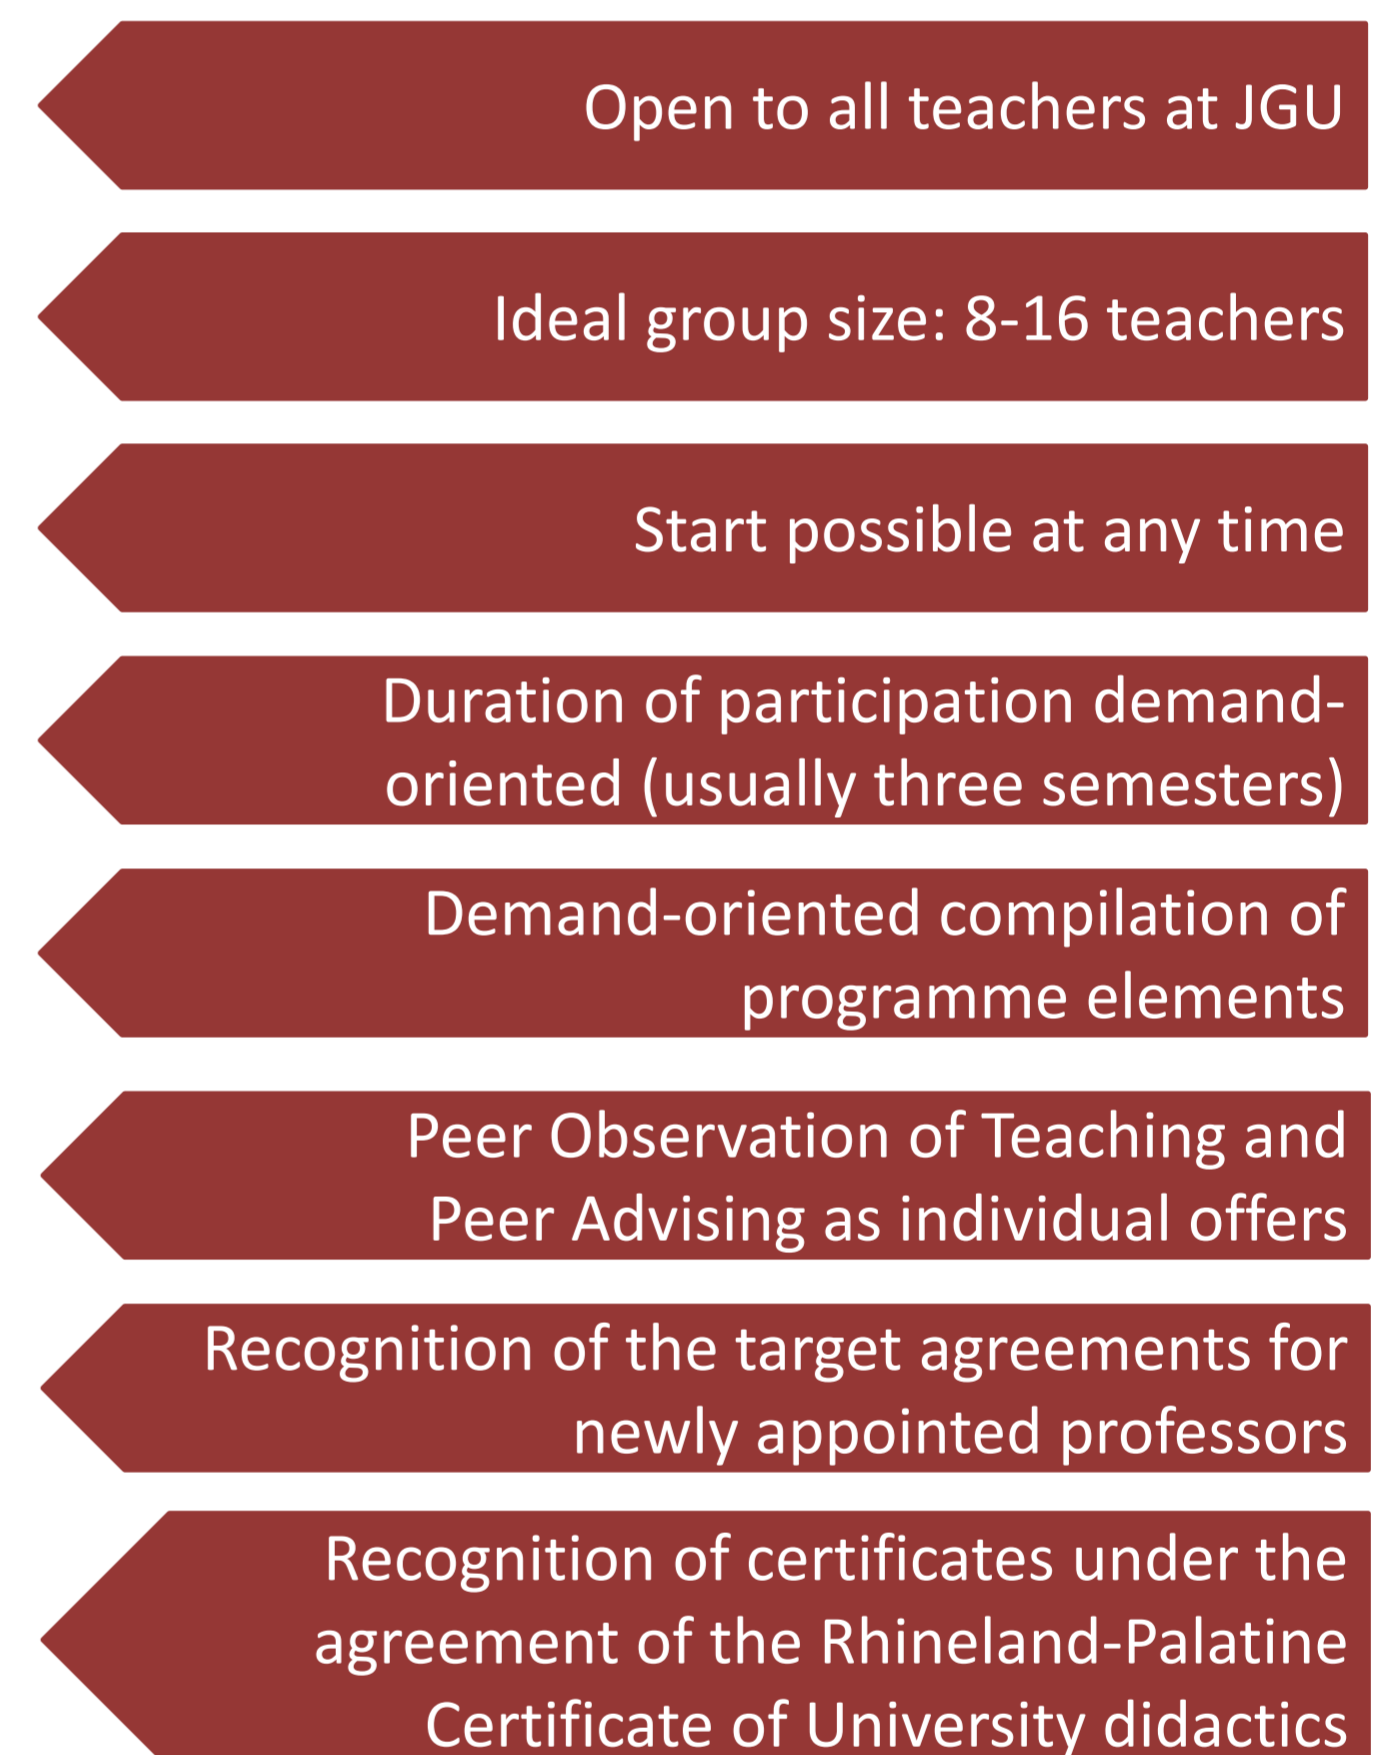 Open to all teachers at JGU
Ideal group size: 8-16 teachers
Start possible at any time
Duration of participation demand-
oriented (usually three semesters)
Demand-oriented compilation of
programme elements
Peer Observation of Teaching and
Peer Advising as individual offers
Recognition of the target agreements for
newly appointed professors
Recognition of certificates under the
agreement of the Rhineland-Palatine
Certificate of University didactics